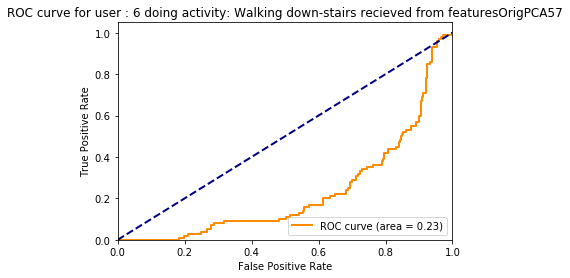 ROC curve for user : 6 doing activity: Walking down-stairs recieved from featuresOrigPCA57
1.0
0.8
0.6
0.4
0.2
0.0
True Positive Rate
ROC curve (area = 0.23)
0.0 0.2 0.4 0.6 0.8 1.0
False Positive Rate